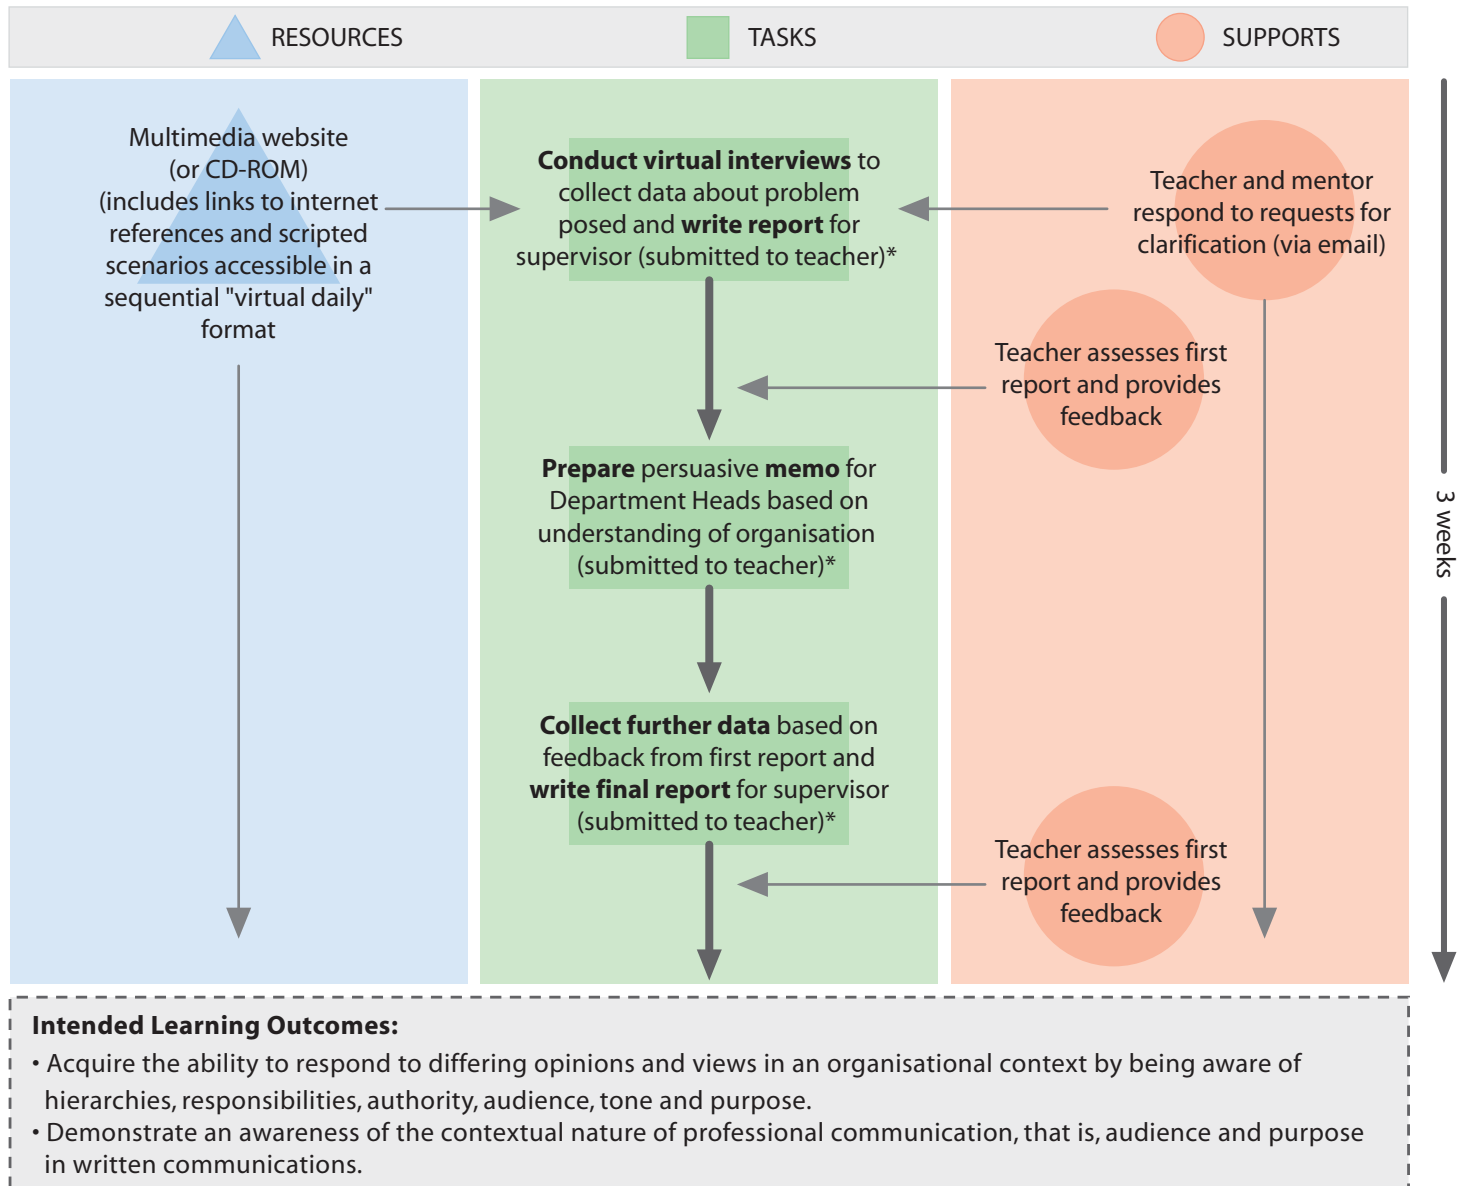 RESOURCES
TASKS
SUPPORTS
Multimedia website
(or CD-ROM)
(includes links to internet
references and scripted
scenarios accessible in a
sequential "virtual daily"
format
Conduct virtual interviews to
collect data about problem
posed and write report for
supervisor (submitted to teacher)*
Teacher and mentor
respond to requests for
clarification (via email)
Teacher assesses first
report and provides
feedback
Prepare persuasive memo for
Department Heads based on
understanding of organisation
(submitted to teacher)*
Collect further data based on
feedback from first report and
write final report for supervisor
(submitted to teacher)*
Teacher assesses first
report and provides
feedback
3 weeks
Intended Learning Outcomes:
• Acquire the ability to respond to differing opinions and views in an organisational context by being aware of
hierarchies, responsibilities, authority, audience, tone and purpose.
• Demonstrate an awareness of the contextual nature of professional communication, that is, audience and purpose
in written communications.